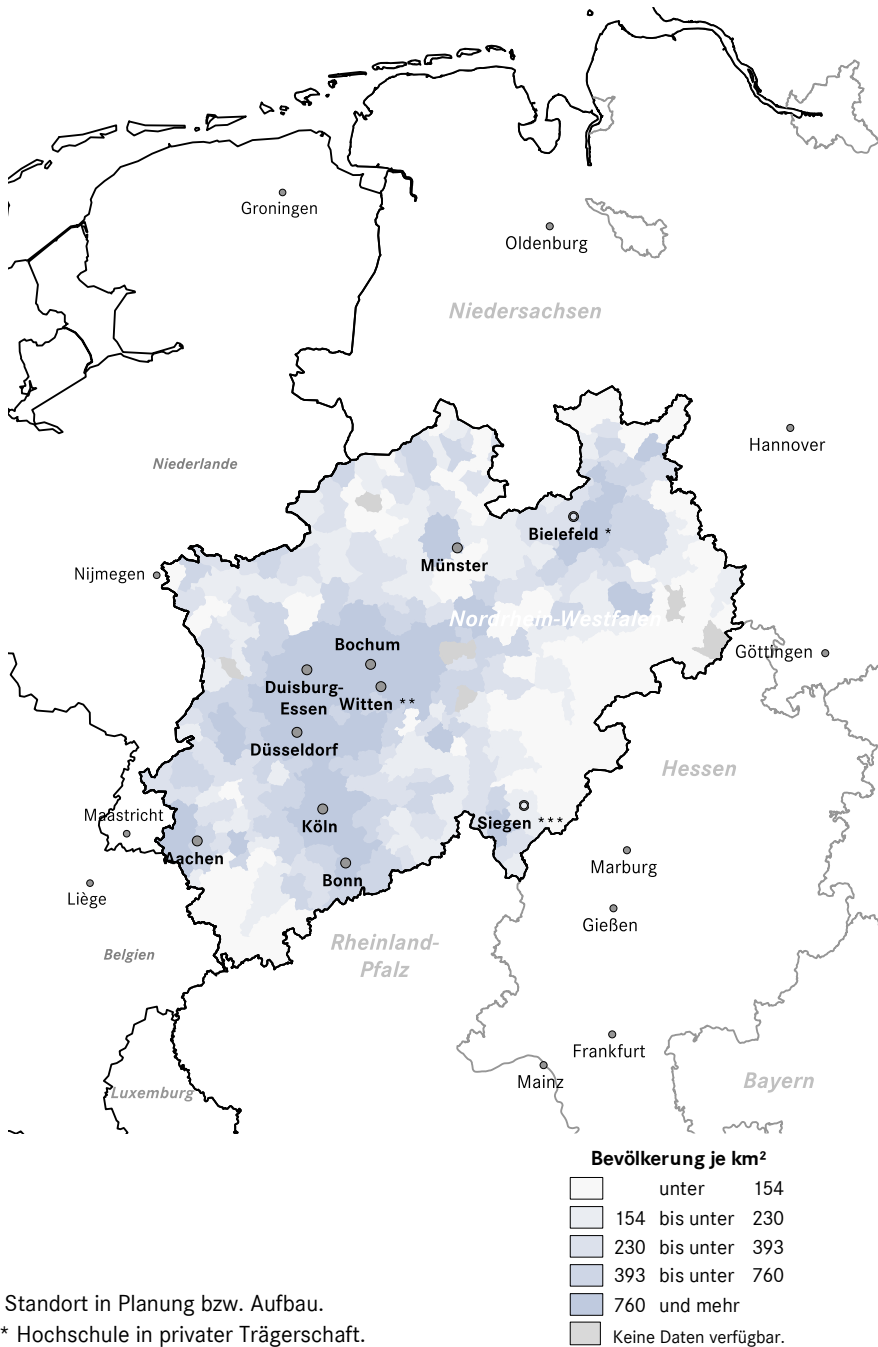 Groningen
Oldenburg
Niedersachsen
Hannover
Niederlande
Bielefeld *
Münster
Nijmegen
Nordrhein-Westfalen
Bochum
Göttingen
Duisburg-
Essen
Witten **
Düsseldorf
Hessen
Maastricht
Köln
Siegen ***
Aachen
Marburg
Bonn
Liège
Gießen
Rheinland-
Pfalz
Belgien
Frankfurt
Mainz
Bayern
Luxemburg
Bevölkerung je km²
unter 154
154 bis unter 230
230 bis unter 393
393 bis unter 760
760 und mehr
Keine Daten verfügbar.
Standort in Planung bzw. Aufbau.
* Hochschule in privater Trägerschaft.